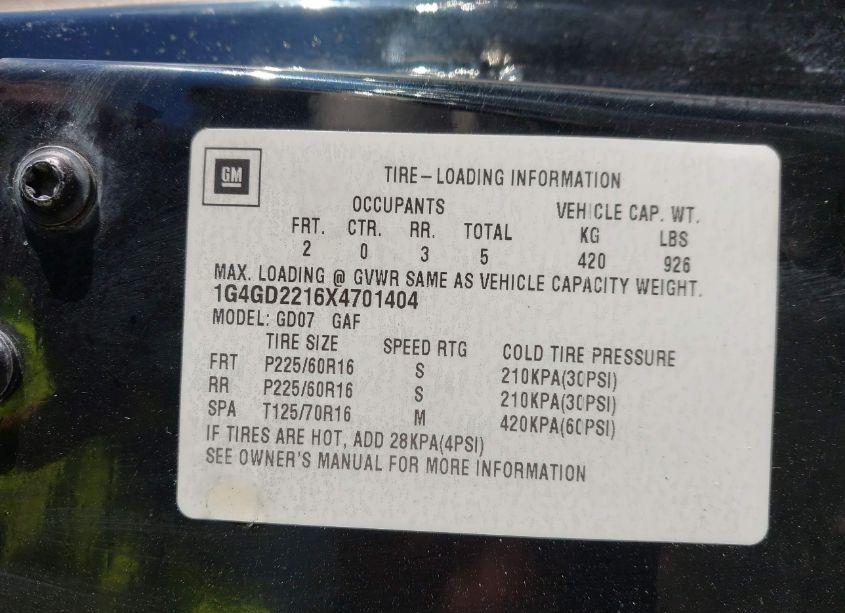 GM
TIRE-LOADING INFORMATION
OCCUPANTS VEHICLE CAP. WT.
FRT. CTR. RR. TOTAL KG LBS
2 0 3 5 420 926
MAX. LOADING @ GVWR SAME AS VEHICLE CAPACITY WEIGHT.
1G4GD2216X4701404
MODEL: GD07 GAF
TIRE SIZE SPEED RTG COLD TIRE PRESSURE
FRT P225/60R16 S 210KPA(30PSI)
RR P225/60R16 S 210KPA(30PSI)
SPA T125/70R16 M 420KPA(60PSI)
IF TIRES ARE HOT, ADD 28KPA(4PSI)
SEE OWNER'S MANUAL FOR MORE INFORMATION